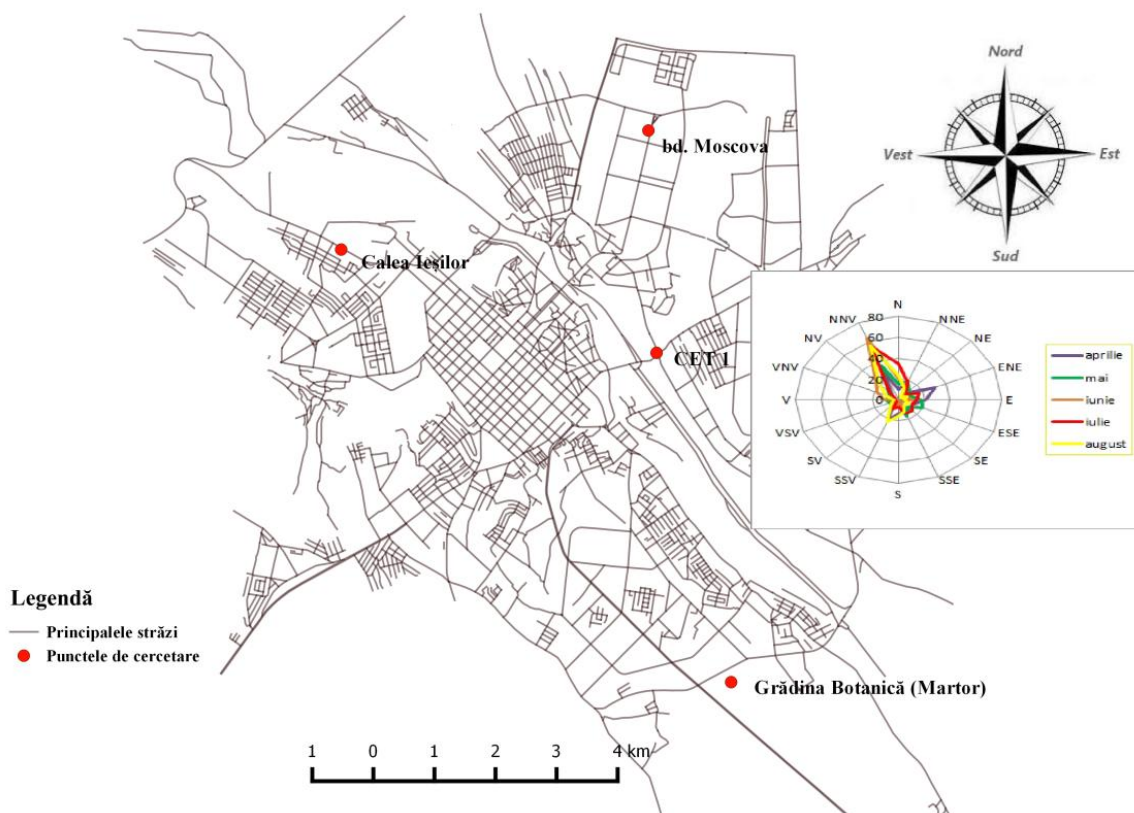 Nord
Vest
Est
Sud
bd. Moscova
Calea Ieșilor
CET 1
Grădina Botanică (Martor)
N
NNE
NE
ENE
E
ESE
SE
SSE
S
SSV
SV
VSV
V
VNV
NV
NNV
80
60
40
20
0
aprilie
mai
iunie
iulie
august
Legendă
Principalele străzi
Punctele de cercetare
1 0 1 2 3 4 km